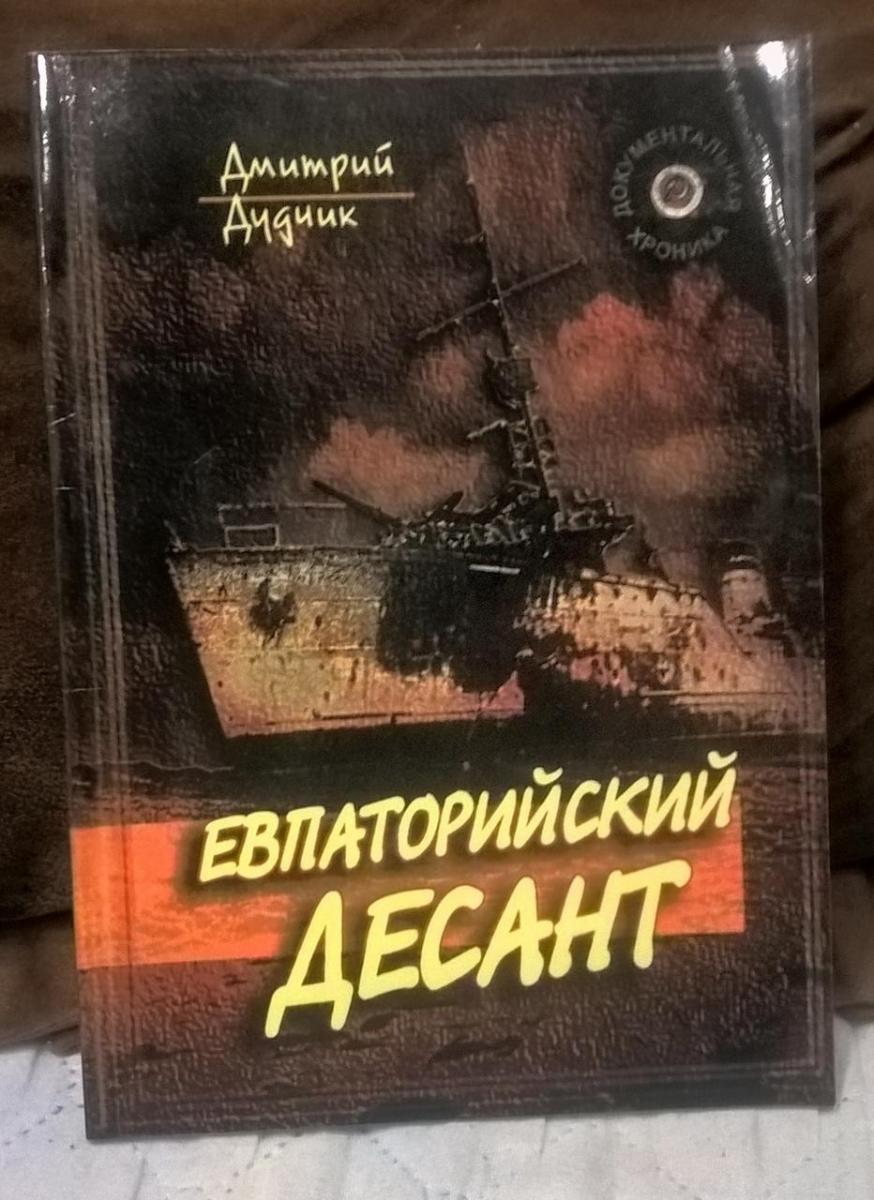 Дмитрий
Дудчик
ДОКУМЕНТАЛЬНАЯ
ХРОНИКА
ЕВПАТОРИЙСКИЙ
ДЕСАНТ